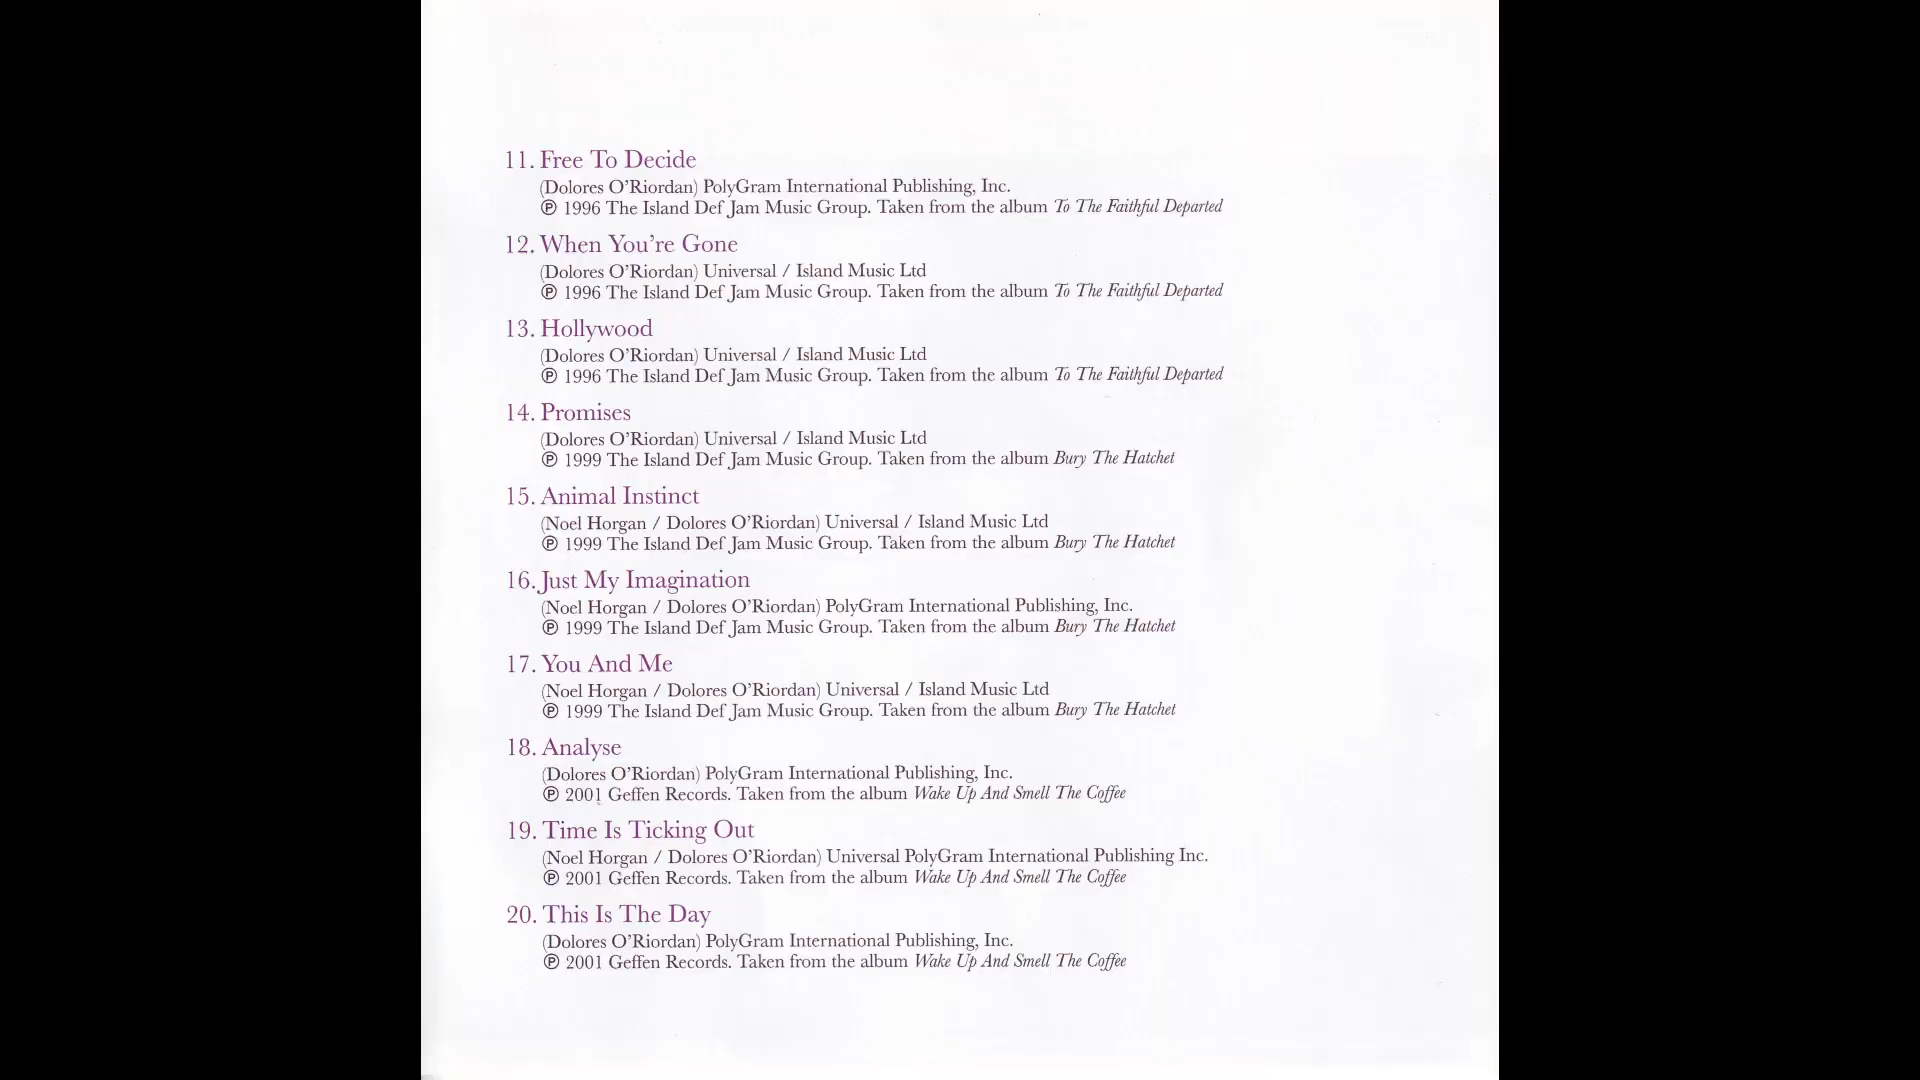 11. Free To Decide
(Dolores O’Riordan) PolyGram International Publishing, Inc.
℗ 1996 The Island Def Jam Music Group. Taken from the album To The Faithful Departed
12. When You’re Gone
(Dolores O’Riordan) Universal / Island Music Ltd
℗ 1996 The Island Def Jam Music Group. Taken from the album To The Faithful Departed
13. Hollywood
(Dolores O’Riordan) Universal / Island Music Ltd
℗ 1996 The Island Def Jam Music Group. Taken from the album To The Faithful Departed
14. Promises
(Dolores O’Riordan) Universal / Island Music Ltd
℗ 1999 The Island Def Jam Music Group. Taken from the album Bury The Hatchet
15. Animal Instinct
(Noel Horgan / Dolores O’Riordan) Universal / Island Music Ltd
℗ 1999 The Island Def Jam Music Group. Taken from the album Bury The Hatchet
16. Just My Imagination
(Noel Horgan / Dolores O’Riordan) PolyGram International Publishing, Inc.
℗ 1999 The Island Def Jam Music Group. Taken from the album Bury The Hatchet
17. You And Me
(Noel Horgan / Dolores O’Riordan) Universal / Island Music Ltd
℗ 1999 The Island Def Jam Music Group. Taken from the album Bury The Hatchet
18. Analyse
(Dolores O’Riordan) PolyGram International Publishing, Inc.
℗ 2001 Geffen Records. Taken from the album Wake Up And Smell The Coffee
19. Time Is Ticking Out
(Noel Horgan / Dolores O’Riordan) Universal PolyGram International Publishing Inc.
℗ 2001 Geffen Records. Taken from the album Wake Up And Smell The Coffee
20. This Is The Day
(Dolores O’Riordan) PolyGram International Publishing, Inc.
℗ 2001 Geffen Records. Taken from the album Wake Up And Smell The Coffee